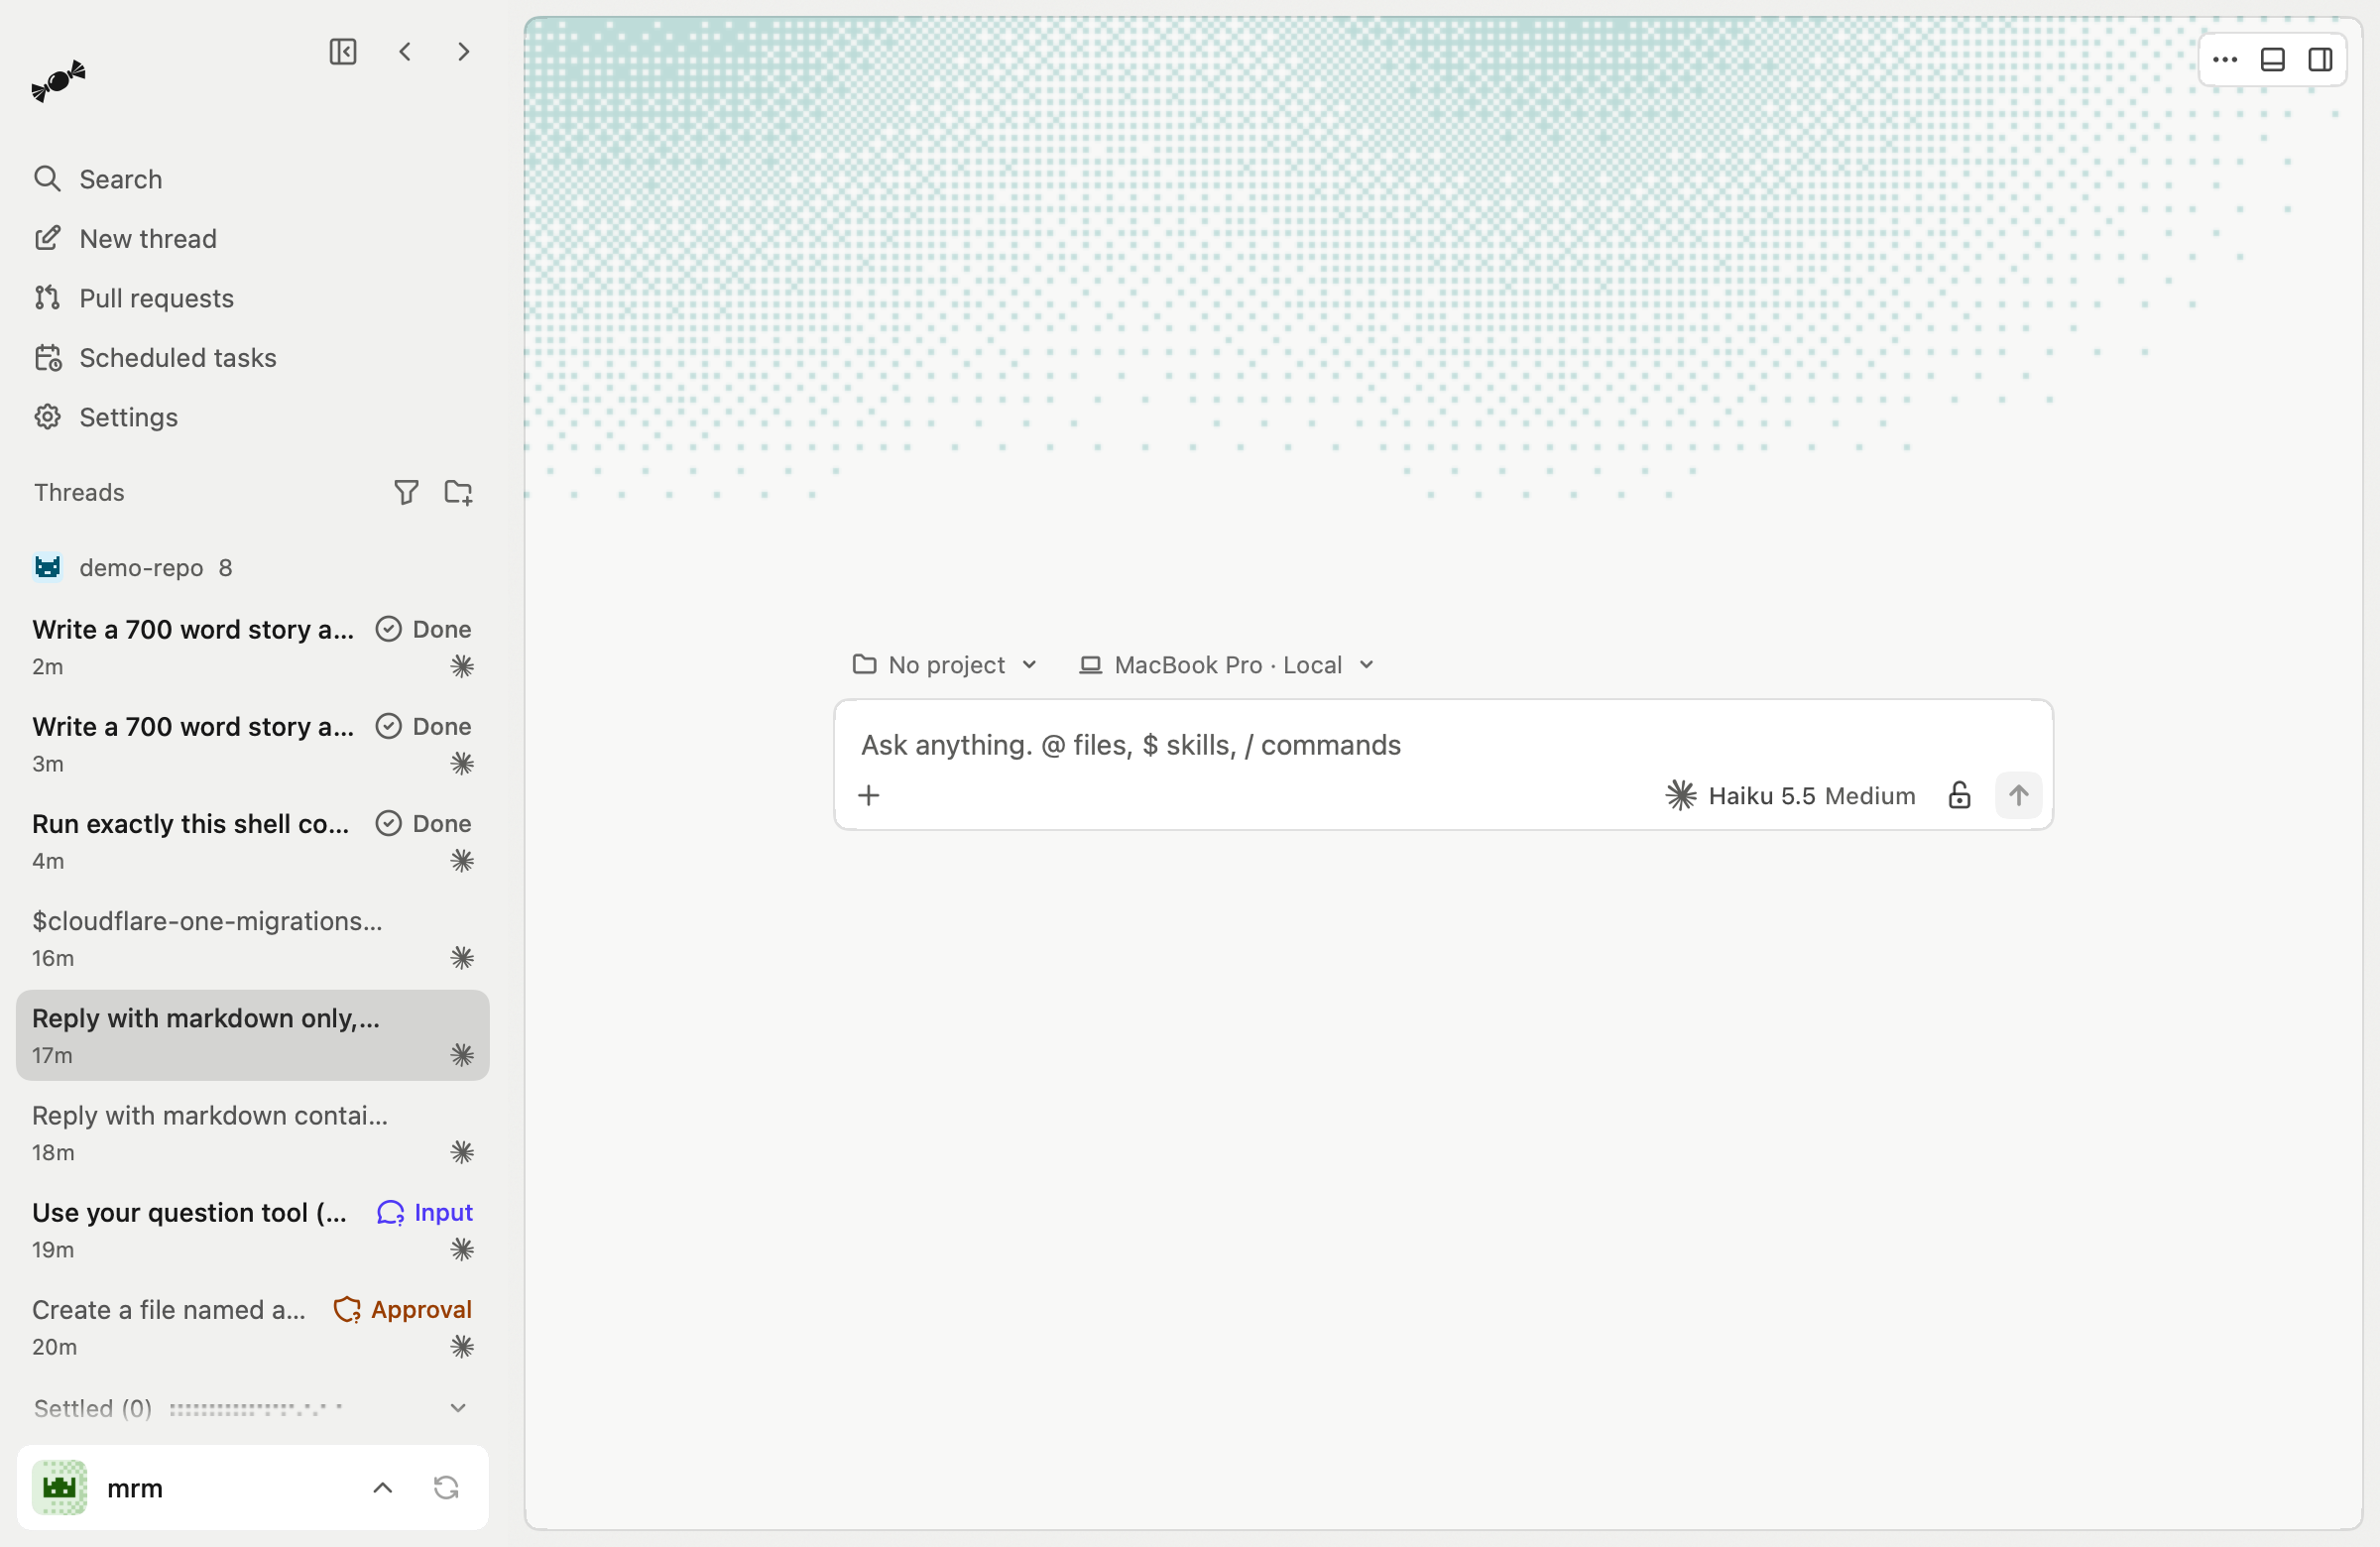 Search
New thread
Pull requests
Scheduled tasks
Settings
Threads
demo-repo 8
Write a 700 word story a... Done
2m
Write a 700 word story a... Done
3m
Run exactly this shell co... Done
4m
$cloudflare-one-migrations...
16m
Reply with markdown only,...
17m
Reply with markdown contai...
18m
Use your question tool (... Input
19m
Create a file named a... Approval
20m
Settled (0)
mrm
No project MacBook Pro · Local
Ask anything. @ files, $ skills, / commands
Haiku 5.5 Medium